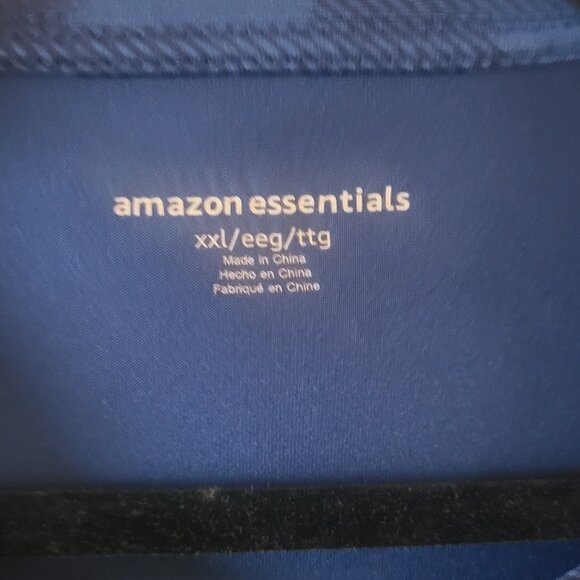 amazon essentials
xxl/eeg/ttg
Made in China
Hecho en China
Fabriqué en Chine